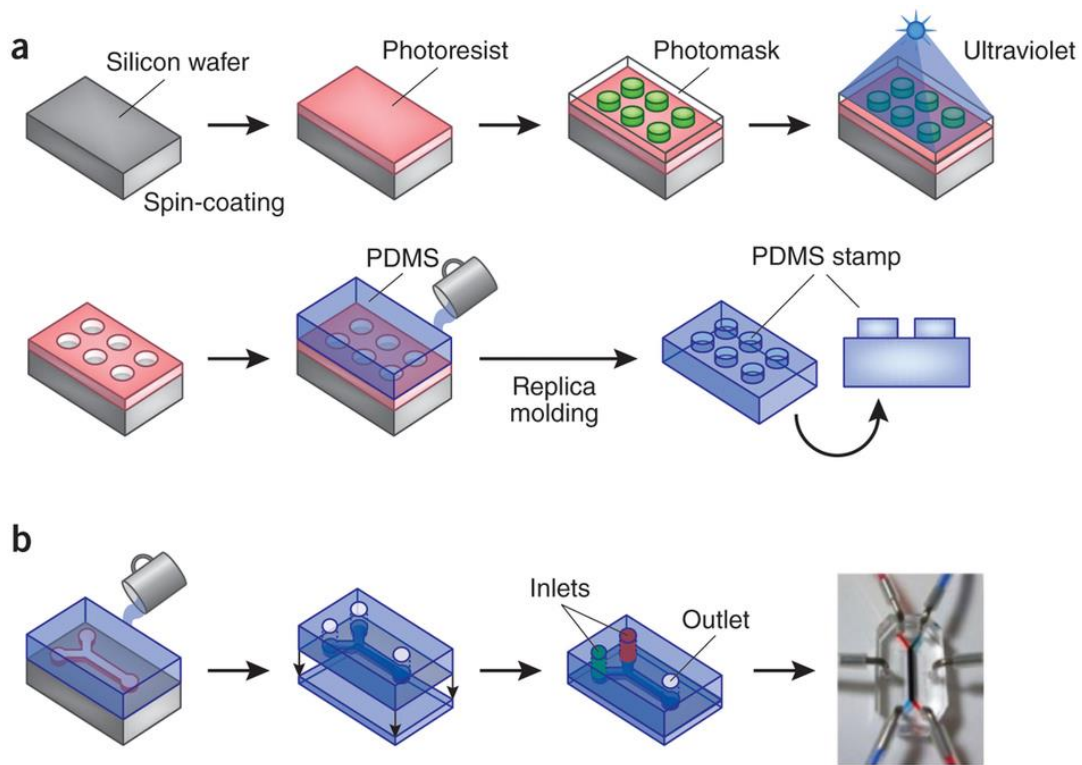 a
Silicon wafer
Photoresist
Photomask
Ultraviolet
Spin-coating
PDMS
PDMS stamp
Replica
molding
b
Inlets
Outlet